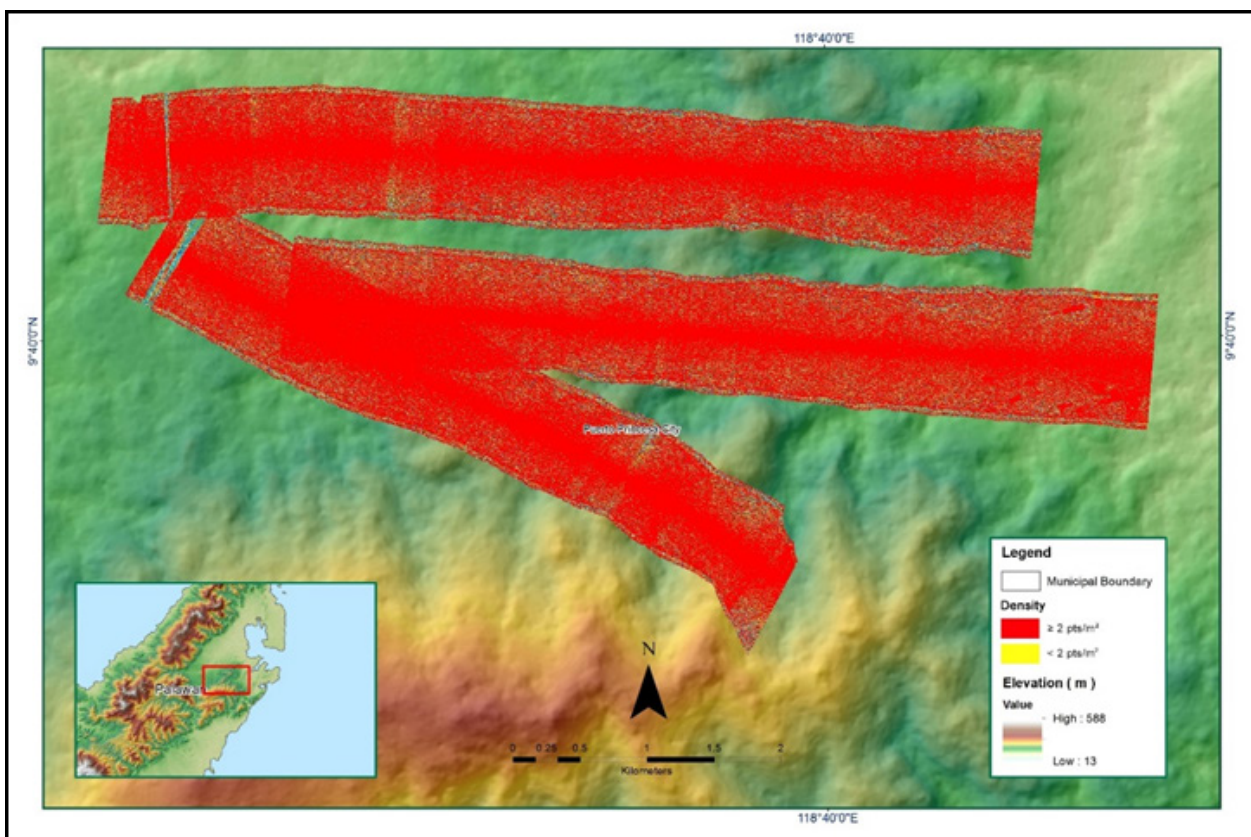 118°40'0"E
9°40'0"N
9°40'0"N
Puerto Princesa City
Legend
Municipal Boundary
Density
≥ 2 pts/m²
< 2 pts/m²
Elevation ( m )
Value
High : 588
Low : 13
Palawan
N
0 0.25 0.5 1 1.5 2
Kilometers
118°40'0"E